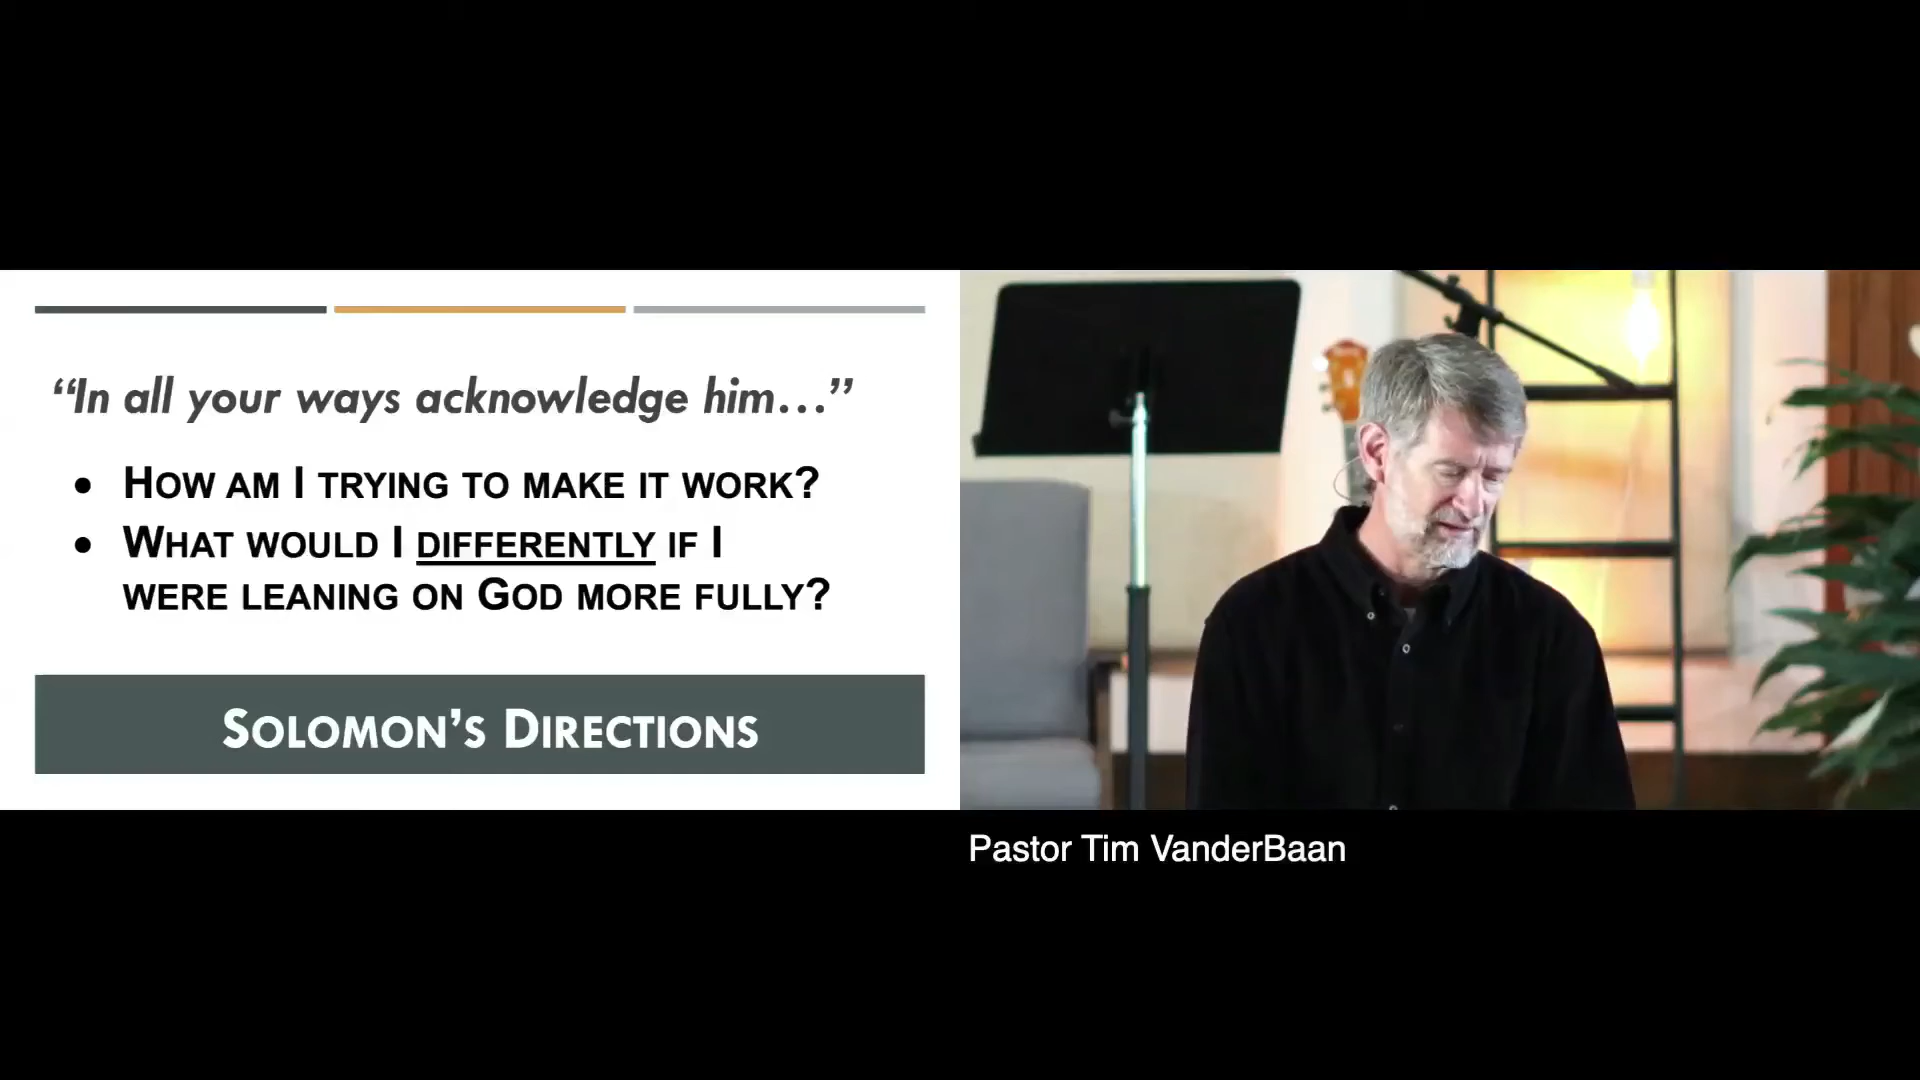 “In all your ways acknowledge him…”
• How am I trying to make it work?
• What would I differently if I
were leaning on God more fully?
Solomon’s Directions
Pastor Tim VanderBaan